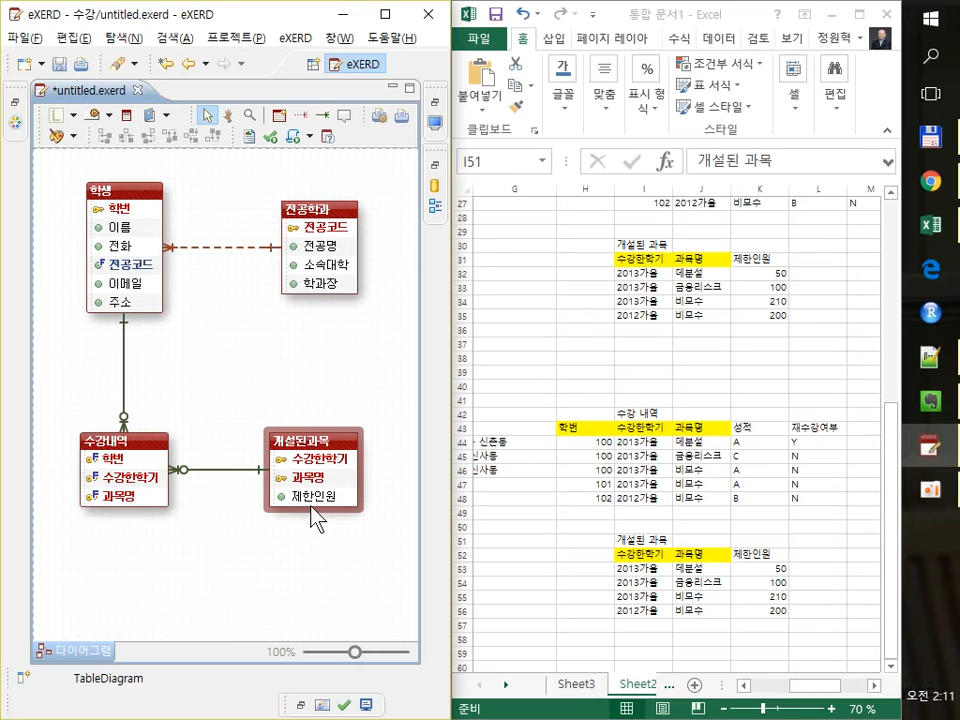 eXERD - 수강/untitled.exerd - eXERD
파일(F) 편집(E) 탐색(N) 검색(A) 프로젝트(P) eXERD 창(W) 도움말(H)
eXERD
*untitled.exerd
학생
학번
이름
전화
전공코드
이메일
주소
전공학과
전공코드
전공명
소속대학
학과장
수강내역
학번
수강한학기
과목명
개설된과목
수강한학기
과목명
제한인원
다이어그램
100%
TableDiagram
통합 문서1 - Excel
파일 홈 삽입 페이지 레이아 수식 데이터 검토 보기 정원혁
붙여넣기
클립보드
글꼴
맞춤
표시 형식
조건부 서식
표 서식
셀 스타일
스타일
셀
편집
I51
개설된 과목
G H I J K L M
27 102 2012가을 비모수 B N
28
29
30 개설된 과목
31 수강한학기 과목명 제한인원
32 2013가을 데분설 50
33 2013가을 금융리스크 100
34 2013가을 비모수 210
35 2012가을 비모수 200
36
37
38
39
40
41
42 수강 내역
43 학번 수강한학기 과목명 성적 재수강여부
44 신촌동 100 2013가을 데분설 A Y
45 신사동 100 2013가을 금융리스크 C N
46 신사동 100 2013가을 비모수 A N
47 101 2013가을 비모수 A N
48 102 2012가을 비모수 B N
49
50
51 개설된 과목
52 수강한학기 과목명 제한인원
53 2013가을 데분설 50
54 2013가을 금융리스크 100
55 2013가을 비모수 210
56 2012가을 비모수 200
57
58
59
60
Sheet3 Sheet2 ...
준비
70 %
오전 2:11